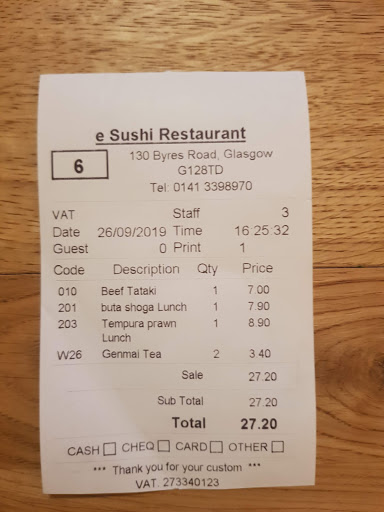 e Sushi Restaurant
6
130 Byres Road, Glasgow
G128TD
Tel: 0141 3398970
VAT Staff 3
Date 26/09/2019 Time 16:25:32
Guest 0 Print 1
Code Description Qty Price
010 Beef Tataki 1 7.00
201 buta shoga Lunch 1 7.90
203 Tempura prawn 1 8.90
Lunch
W26 Genmai Tea 2 3.40
Sale 27.20
Sub Total 27.20
Total 27.20
CASH CHEQ CARD OTHER
*** Thank you for your custom ***
VAT. 273340123